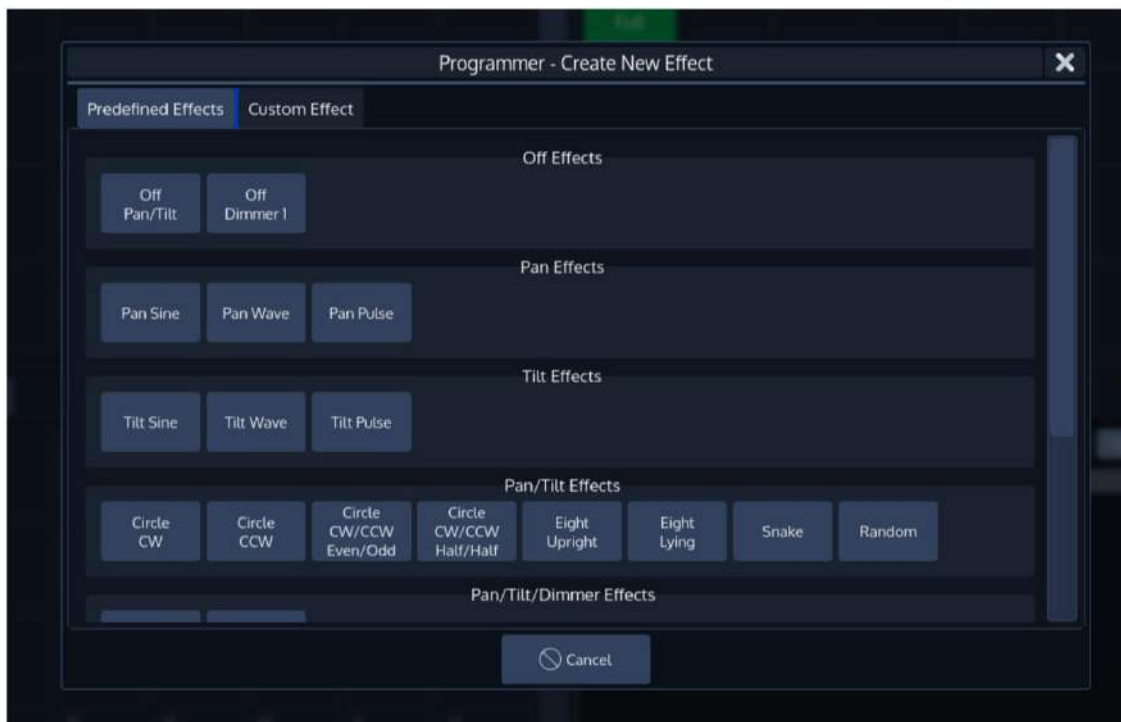 Full
Programmer - Create New Effect
Predefined Effects
Custom Effect
Off Effects
Off
Pan/Tilt
Off
Dimmer 1
Pan Effects
Pan Sine
Pan Wave
Pan Pulse
Tilt Effects
Tilt Sine
Tilt Wave
Tilt Pulse
Pan/Tilt Effects
Circle
CW
Circle
CCW
Circle
CW/CCW
Even/Odd
Circle
CW/CCW
Half/Half
Eight
Upright
Eight
Lying
Snake
Random
Pan/Tilt/Dimmer Effects
Cancel